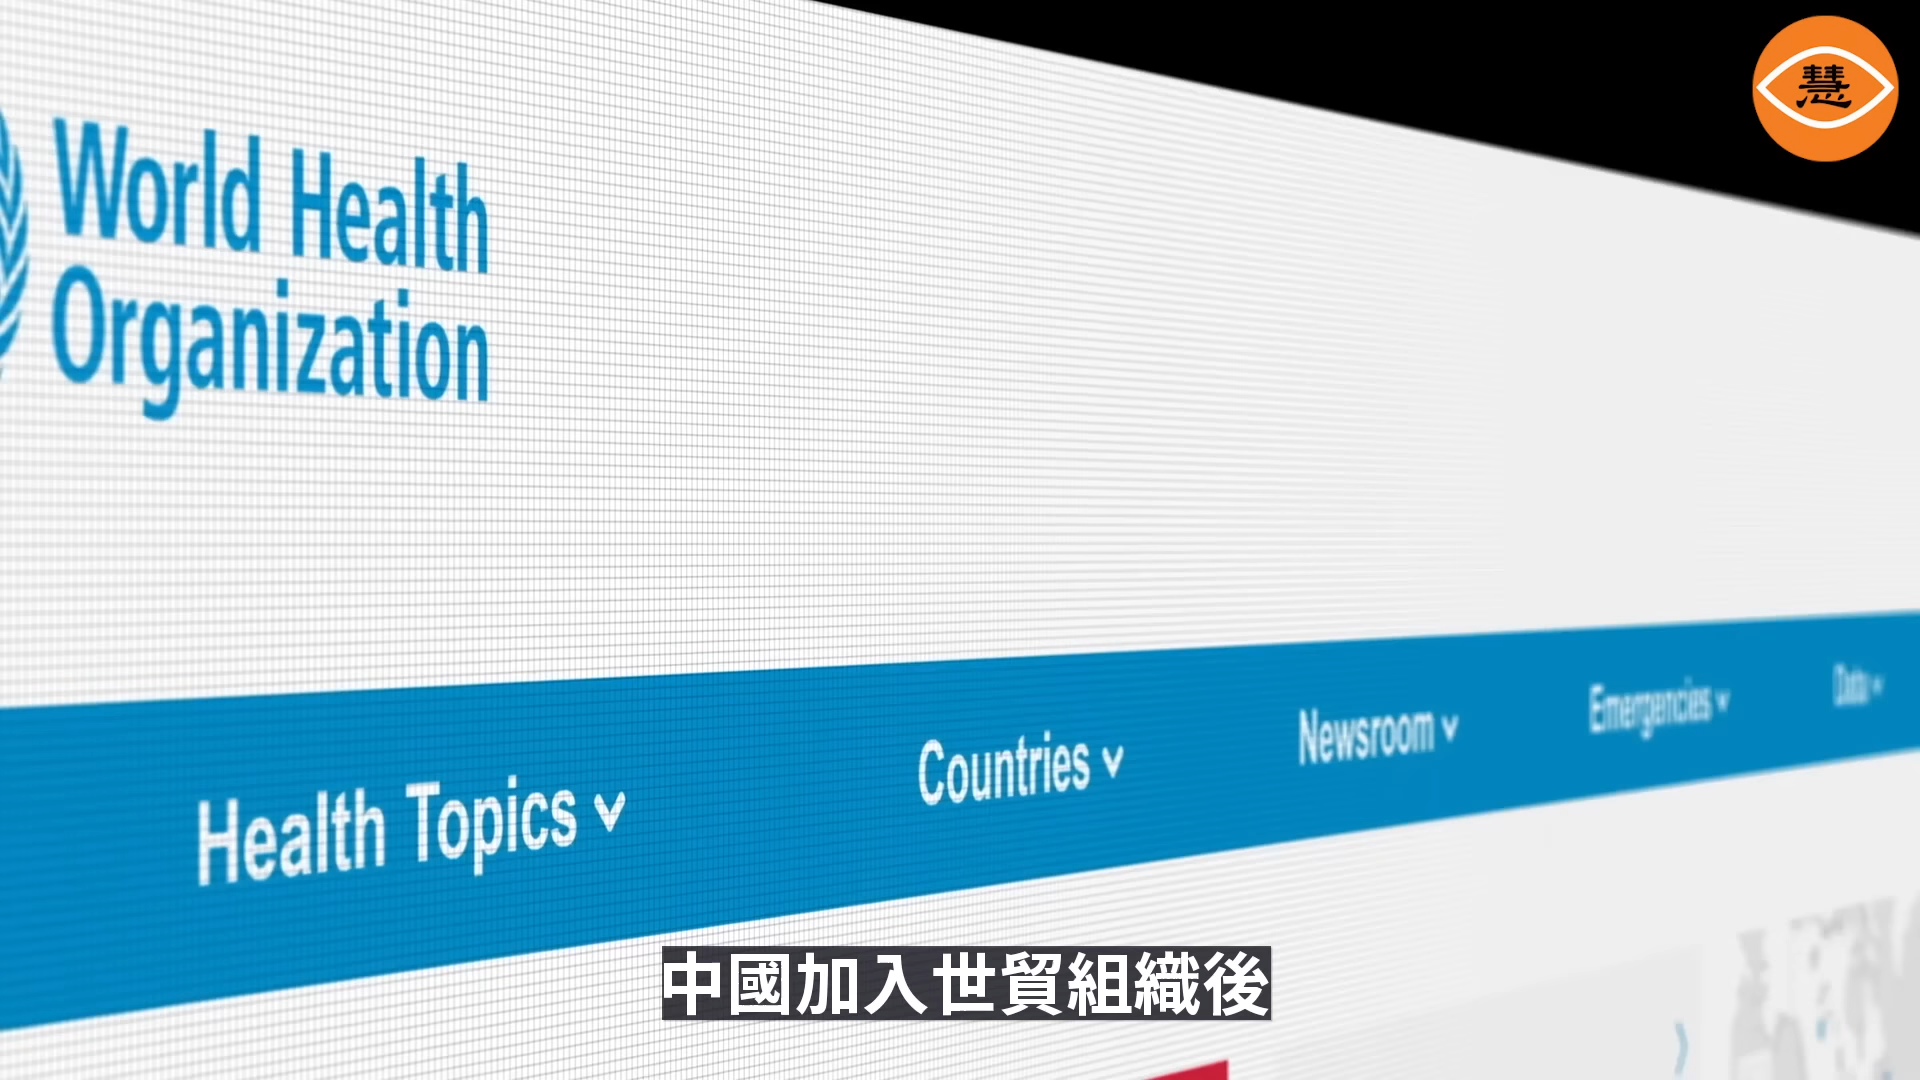 慧
World Health
Organization
Health Topics
Countries
Newsroom
Emergencies
Data
中國加入世貿組織後